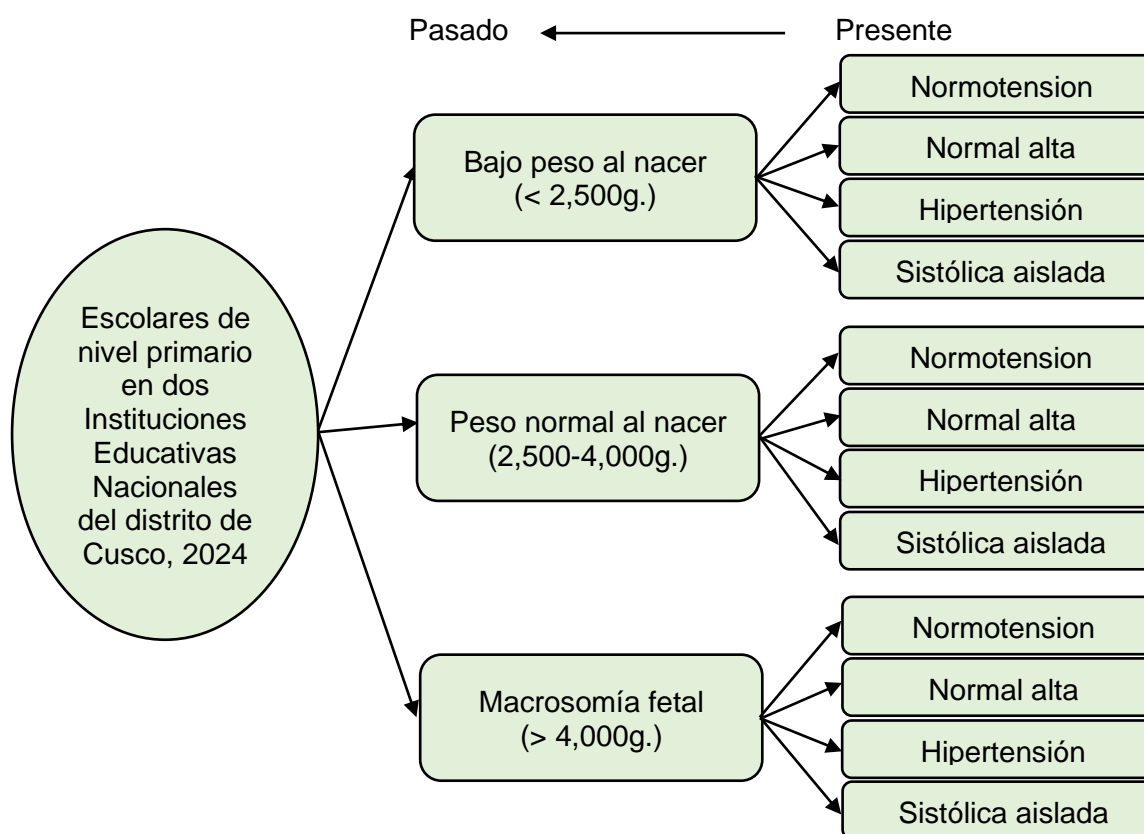 Pasado
Presente
Escolares de
nivel primario
en dos
Instituciones
Educativas
Nacionales
del distrito de
Cusco, 2024
Bajo peso al nacer
(< 2,500g.)
Normotension
Normal alta
Hipertensión
Sistólica aislada
Peso normal al nacer
(2,500-4,000g.)
Normotension
Normal alta
Hipertensión
Sistólica aislada
Macrosomía fetal
(> 4,000g.)
Normotension
Normal alta
Hipertensión
Sistólica aislada